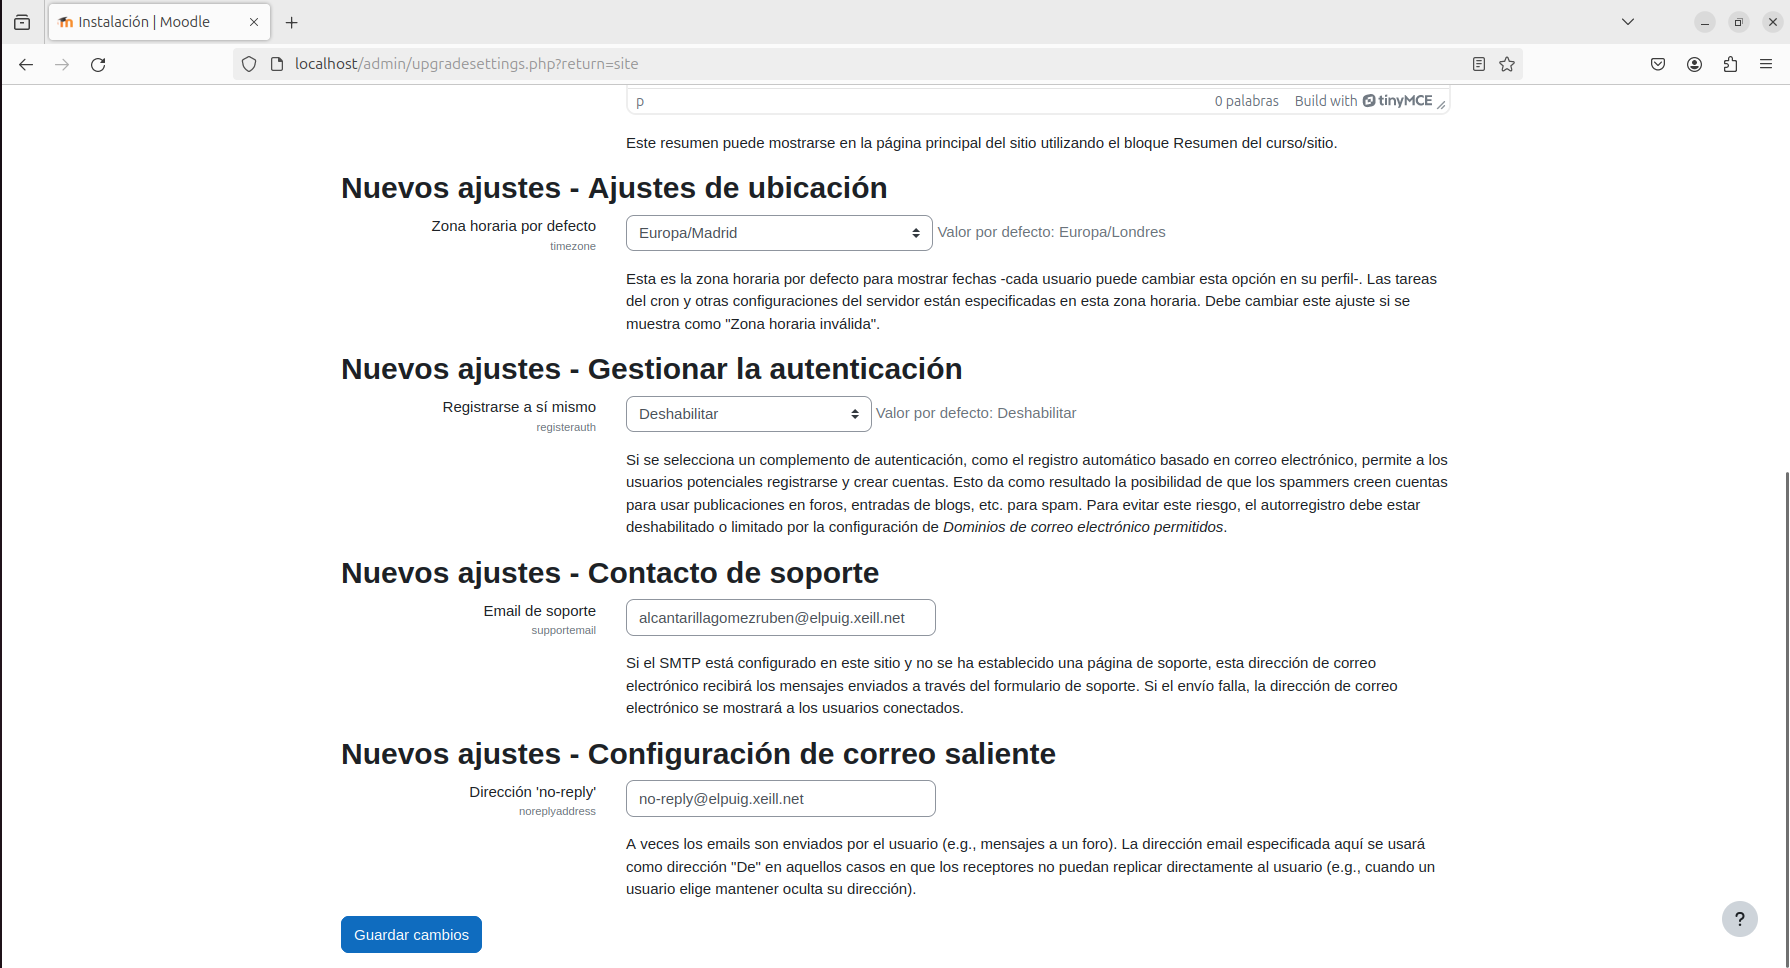 Instalación | Moodle
localhost/admin/upgradesettings.php?return=site
p
0 palabras Build with tinyMCE
Este resumen puede mostrarse en la página principal del sitio utilizando el bloque Resumen del curso/sitio.
Nuevos ajustes - Ajustes de ubicación
Zona horaria por defecto
timezone
Europa/Madrid
Valor por defecto: Europa/Londres
Esta es la zona horaria por defecto para mostrar fechas -cada usuario puede cambiar esta opción en su perfil-. Las tareas
del cron y otras configuraciones del servidor están especificadas en esta zona horaria. Debe cambiar este ajuste si se
muestra como "Zona horaria inválida".
Nuevos ajustes - Gestionar la autenticación
Registrarse a sí mismo
registerauth
Deshabilitar
Valor por defecto: Deshabilitar
Si se selecciona un complemento de autenticación, como el registro automático basado en correo electrónico, permite a los
usuarios potenciales registrarse y crear cuentas. Esto da como resultado la posibilidad de que los spammers creen cuentas
para usar publicaciones en foros, entradas de blogs, etc. para spam. Para evitar este riesgo, el autorregistro debe estar
deshabilitado o limitado por la configuración de Dominios de correo electrónico permitidos.
Nuevos ajustes - Contacto de soporte
Email de soporte
supportemail
alcantarillagomezruben@elpuig.xeill.net
Si el SMTP está configurado en este sitio y no se ha establecido una página de soporte, esta dirección de correo
electrónico recibirá los mensajes enviados a través del formulario de soporte. Si el envío falla, la dirección de correo
electrónico se mostrará a los usuarios conectados.
Nuevos ajustes - Configuración de correo saliente
Dirección 'no-reply'
noreplyaddress
no-reply@elpuig.xeill.net
A veces los emails son enviados por el usuario (e.g., mensajes a un foro). La dirección email especificada aquí se usará
como dirección "De" en aquellos casos en que los receptores no puedan replicar directamente al usuario (e.g., cuando un
usuario elige mantener oculta su dirección).
Guardar cambios
?